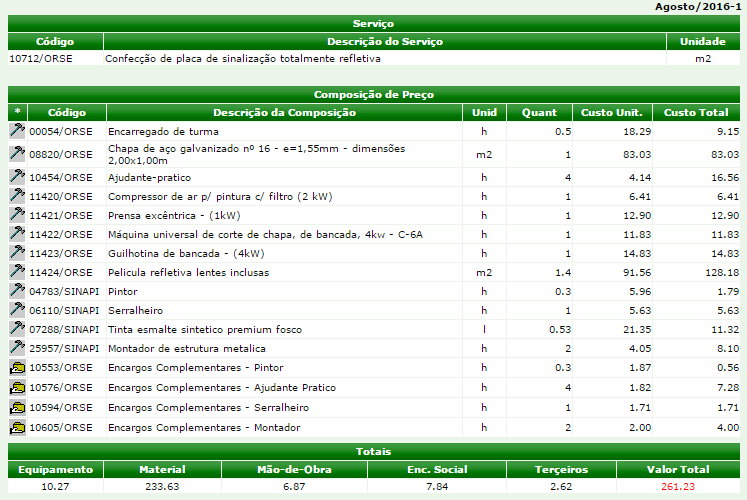 Agosto/2016-1
Serviço
Código Descrição do Serviço Unidade
10712/ORSE Confecção de placa de sinalização totalmente refletiva m2
Composição de Preço
* Código Descrição da Composição Unid Quant Custo Unit. Custo Total
00054/ORSE Encarregado de turma h 0.5 18.29 9.15
08820/ORSE Chapa de aço galvanizado nº 16 - e=1,55mm - dimensões
2,00x1,00m m2 1 83.03 83.03
10454/ORSE Ajudante-pratico h 4 4.14 16.56
11420/ORSE Compressor de ar p/ pintura c/ filtro (2 kW) h 1 6.41 6.41
11421/ORSE Prensa excêntrica - (1kW) h 1 12.90 12.90
11422/ORSE Máquina universal de corte de chapa, de bancada, 4kw - C-6A h 1 11.83 11.83
11423/ORSE Guilhotina de bancada - (4kW) h 1 14.83 14.83
11424/ORSE Pelicula refletiva lentes inclusas m2 1.4 91.56 128.18
04783/SINAPI Pintor h 0.3 5.96 1.79
06110/SINAPI Serralheiro h 1 5.63 5.63
07288/SINAPI Tinta esmalte sintetico premium fosco l 0.53 21.35 11.32
25957/SINAPI Montador de estrutura metalica h 2 4.05 8.10
10553/ORSE Encargos Complementares - Pintor h 0.3 1.87 0.56
10576/ORSE Encargos Complementares - Ajudante Pratico h 4 1.82 7.28
10594/ORSE Encargos Complementares - Serralheiro h 1 1.71 1.71
10605/ORSE Encargos Complementares - Montador h 2 2.00 4.00
Totais
Equipamento Material Mão-de-Obra Enc. Social Terçeiros Valor Total
10.27 233.63 6.87 7.84 2.62 261.23